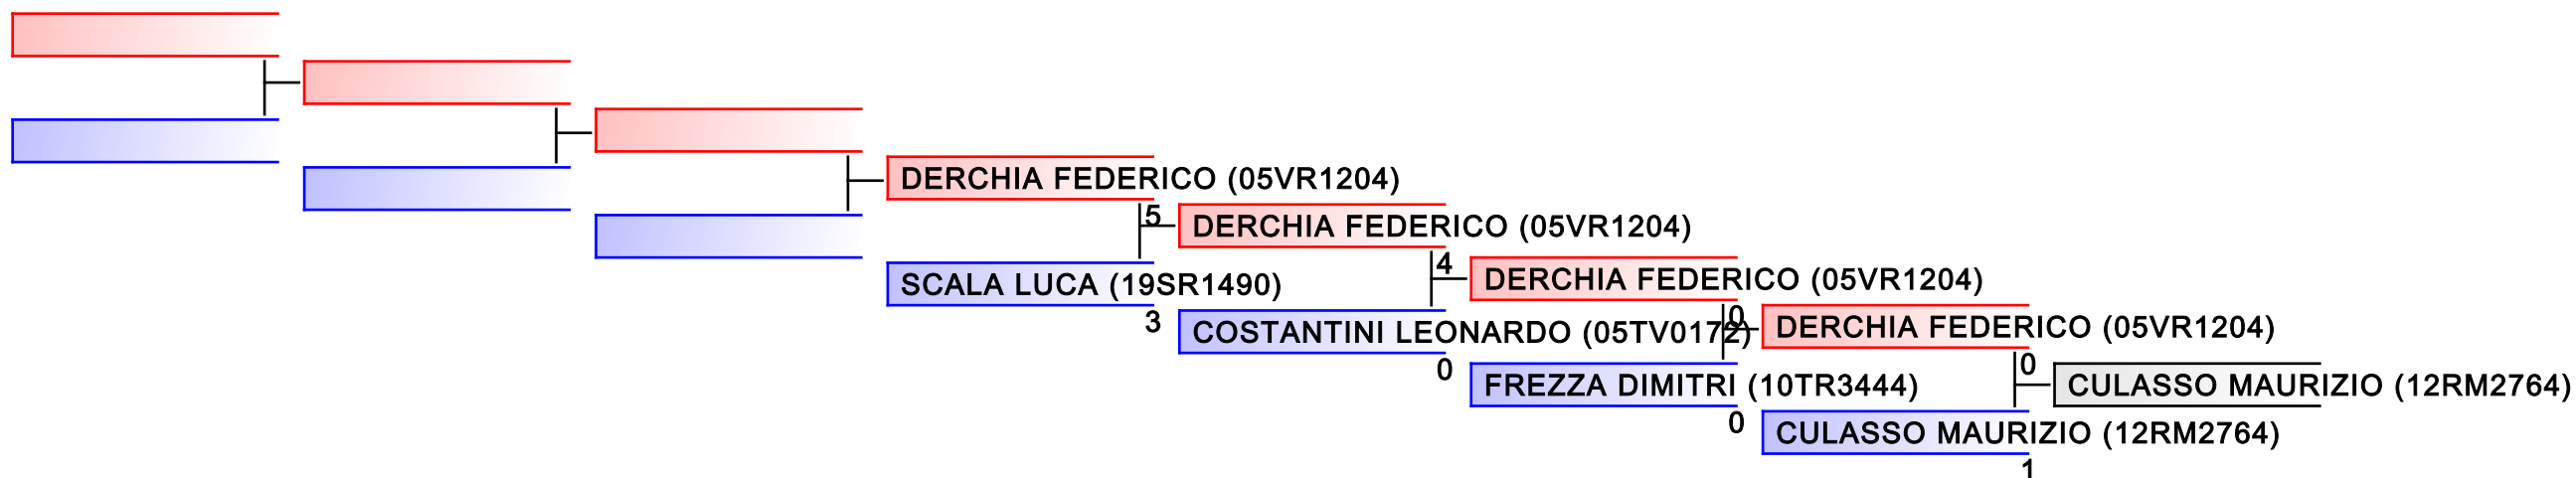 DERCHIA FEDERICO (05VR1204)
5
DERCHIA FEDERICO (05VR1204)
SCALA LUCA (19SR1490)
3
4
DERCHIA FEDERICO (05VR1204)
COSTANTINI LEONARDO (05TV0172)
0
0
DERCHIA FEDERICO (05VR1204)
FREZZA DIMITRI (10TR3444)
0
0
CULASSO MAURIZIO (12RM2764)
CULASSO MAURIZIO (12RM2764)
1